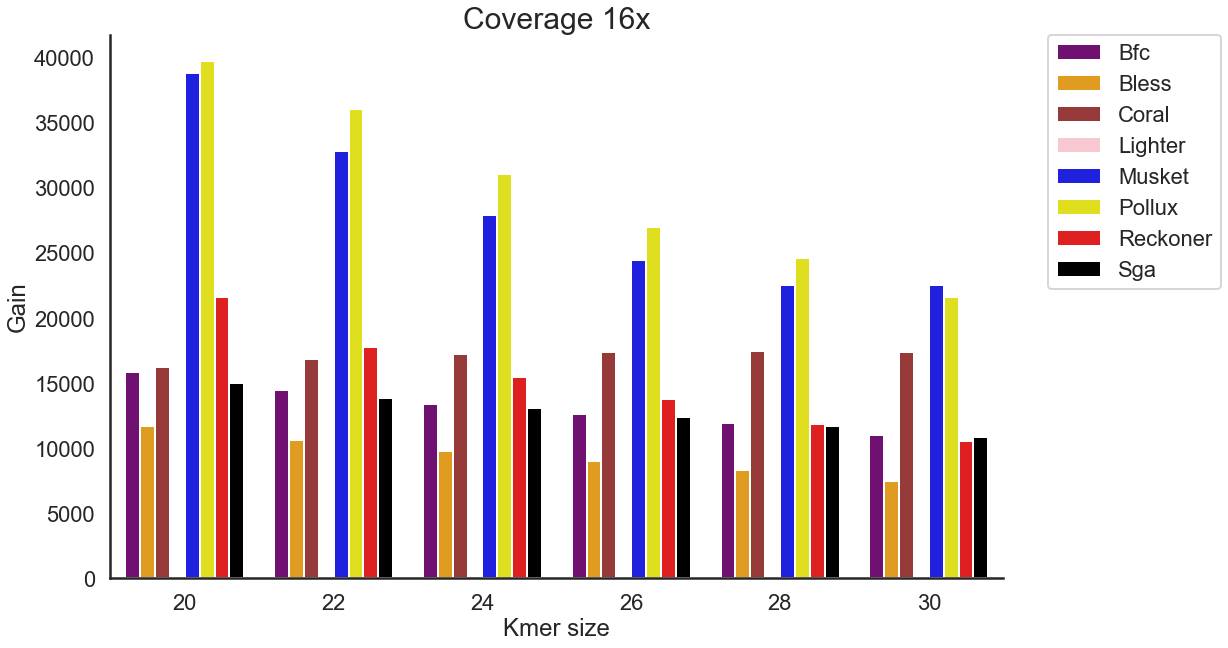 Coverage 16x
Gain
40000
35000
30000
25000
20000
15000
10000
5000
0
20 22 24 26 28 30
Kmer size
Bfc
Bless
Coral
Lighter
Musket
Pollux
Reckoner
Sga